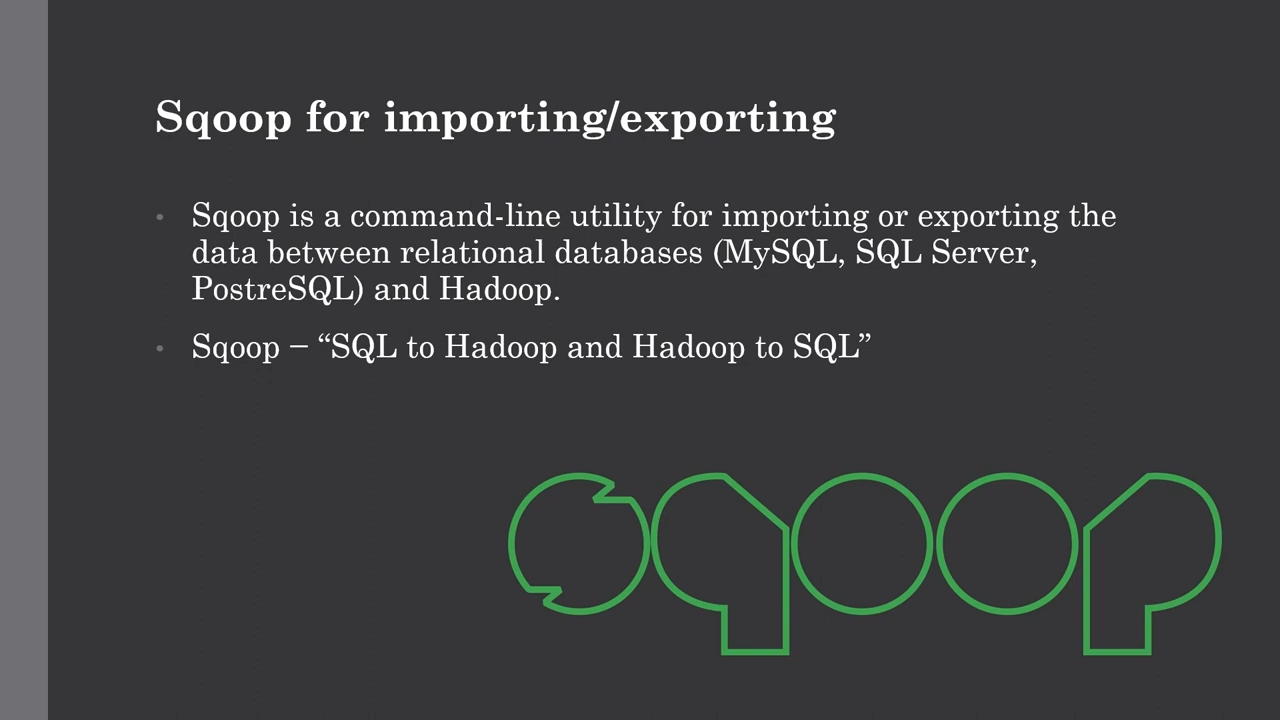 Sqoop for importing/exporting
• Sqoop is a command-line utility for importing or exporting the
data between relational databases (MySQL, SQL Server,
PostreSQL) and Hadoop.
• Sqoop – “SQL to Hadoop and Hadoop to SQL”
sqoop